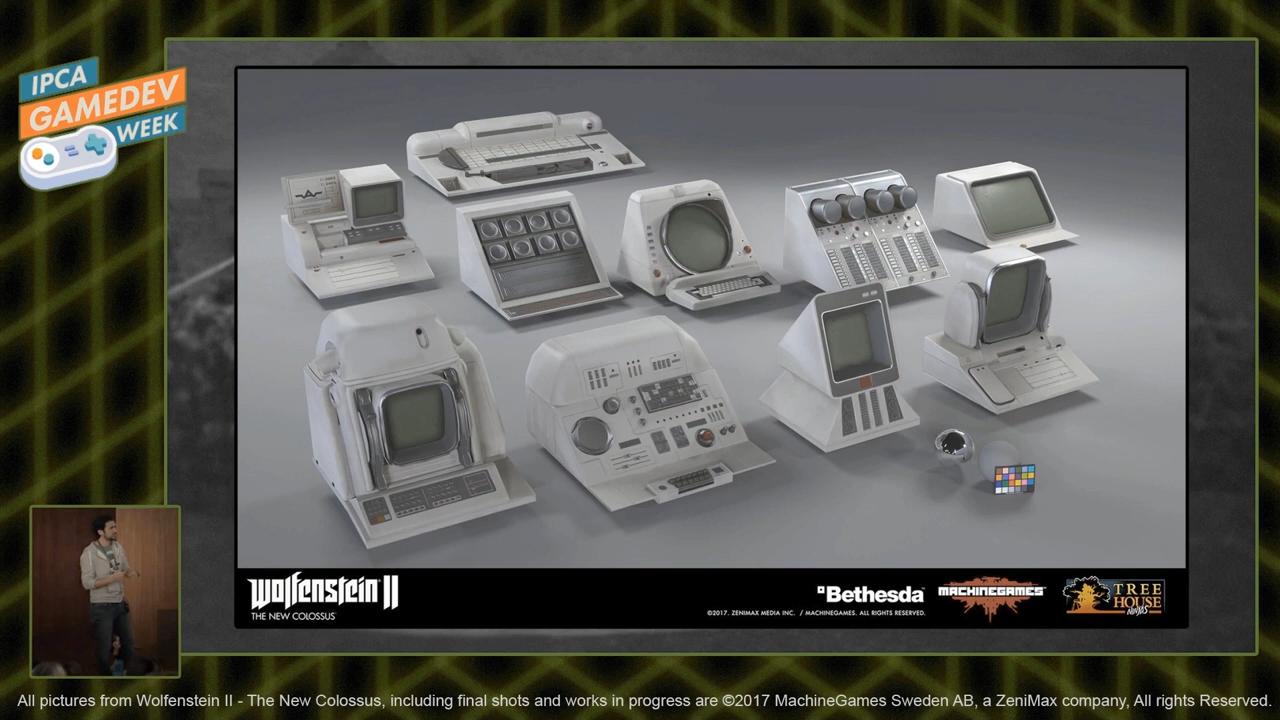 IPCA
GAMEDEV
WEEK
Wolfenstein II
THE NEW COLOSSUS
Bethesda
MACHINEGAMES
TREE
HOUSE
Ninjas
©2017. ZENIMAX MEDIA INC. / MACHINEGAMES. ALL RIGHTS RESERVED.
All pictures from Wolfenstein II - The New Colossus, including final shots and works in progress are ©2017 MachineGames Sweden AB, a ZeniMax company, All rights Reserved.